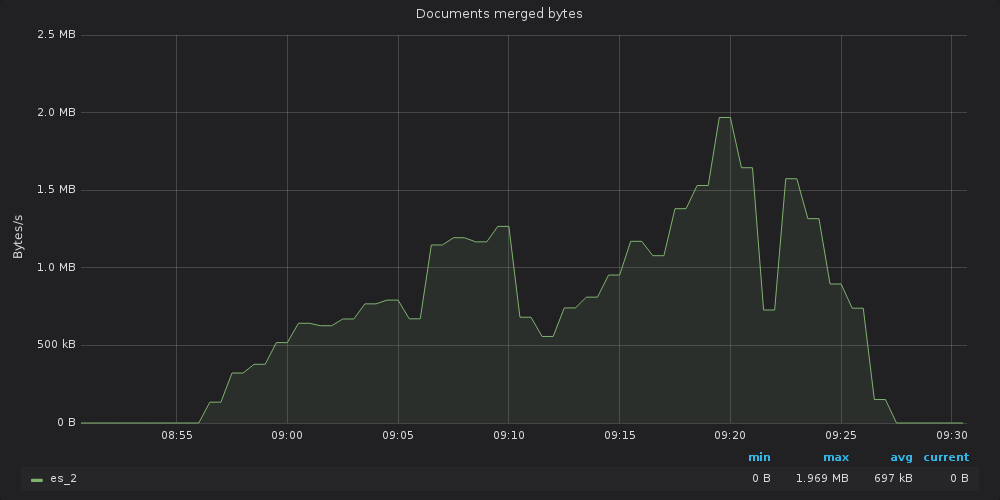 Documents merged bytes
2.5 MB
2.0 MB
1.5 MB
1.0 MB
500 kB
0 B
Bytes/s
08:55 09:00 09:05 09:10 09:15 09:20 09:25 09:30
min max avg current
es_2 0 B 1.969 MB 697 kB 0 B